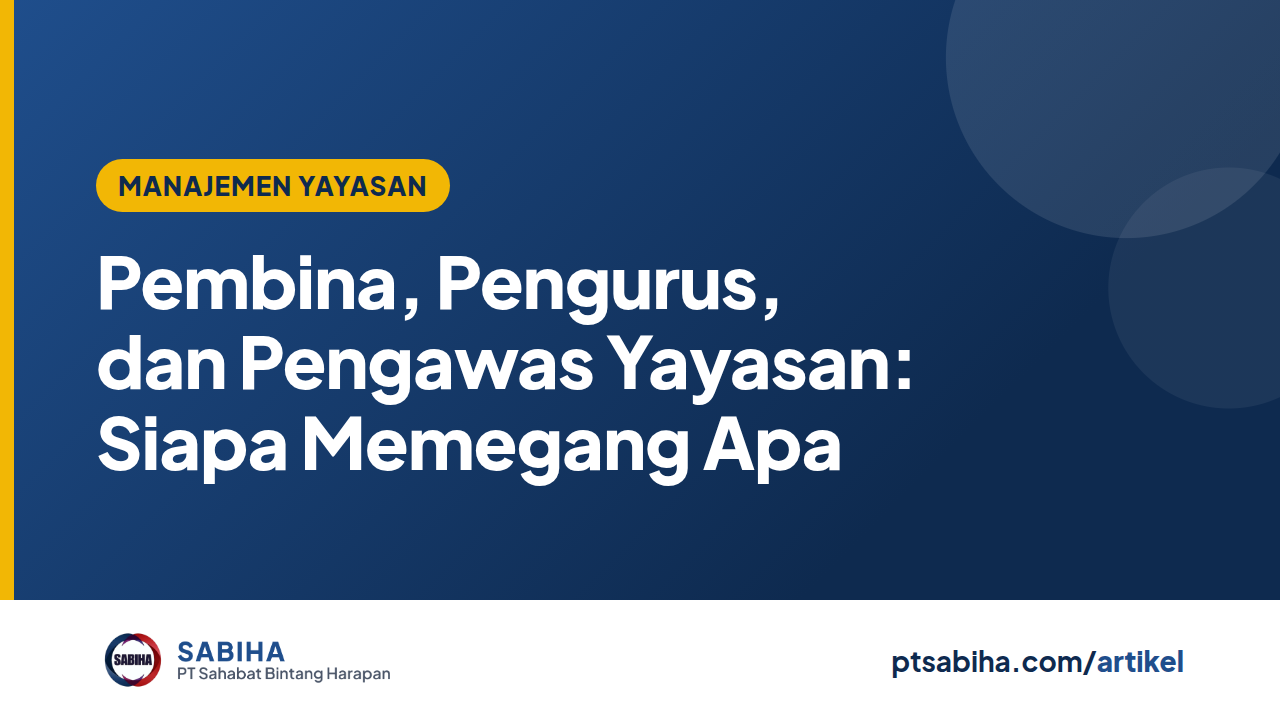 MANAJEMEN YAYASAN
Pembina, Pengurus,
dan Pengawas Yayasan:
Siapa Memegang Apa
SABIHA
SABIHA
PT Sahabat Bintang Harapan
ptsabiha.com/artikel